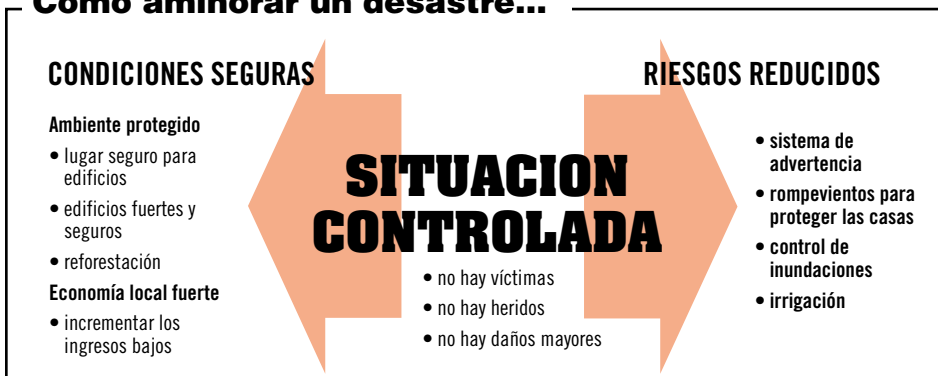 Cómo aminorar un desastre...
CONDICIONES SEGURAS
Ambiente protegido
• lugar seguro para
edificios
• edificios fuertes y
seguros
• reforestación
Economía local fuerte
• incrementar los
ingresos bajos
SITUACION
CONTROLADA
• no hay víctimas
• no hay heridos
• no hay daños mayores
RIESGOS REDUCIDOS
• sistema de
advertencia
• rompevientos para
proteger las casas
• control de
inundaciones
• irrigación